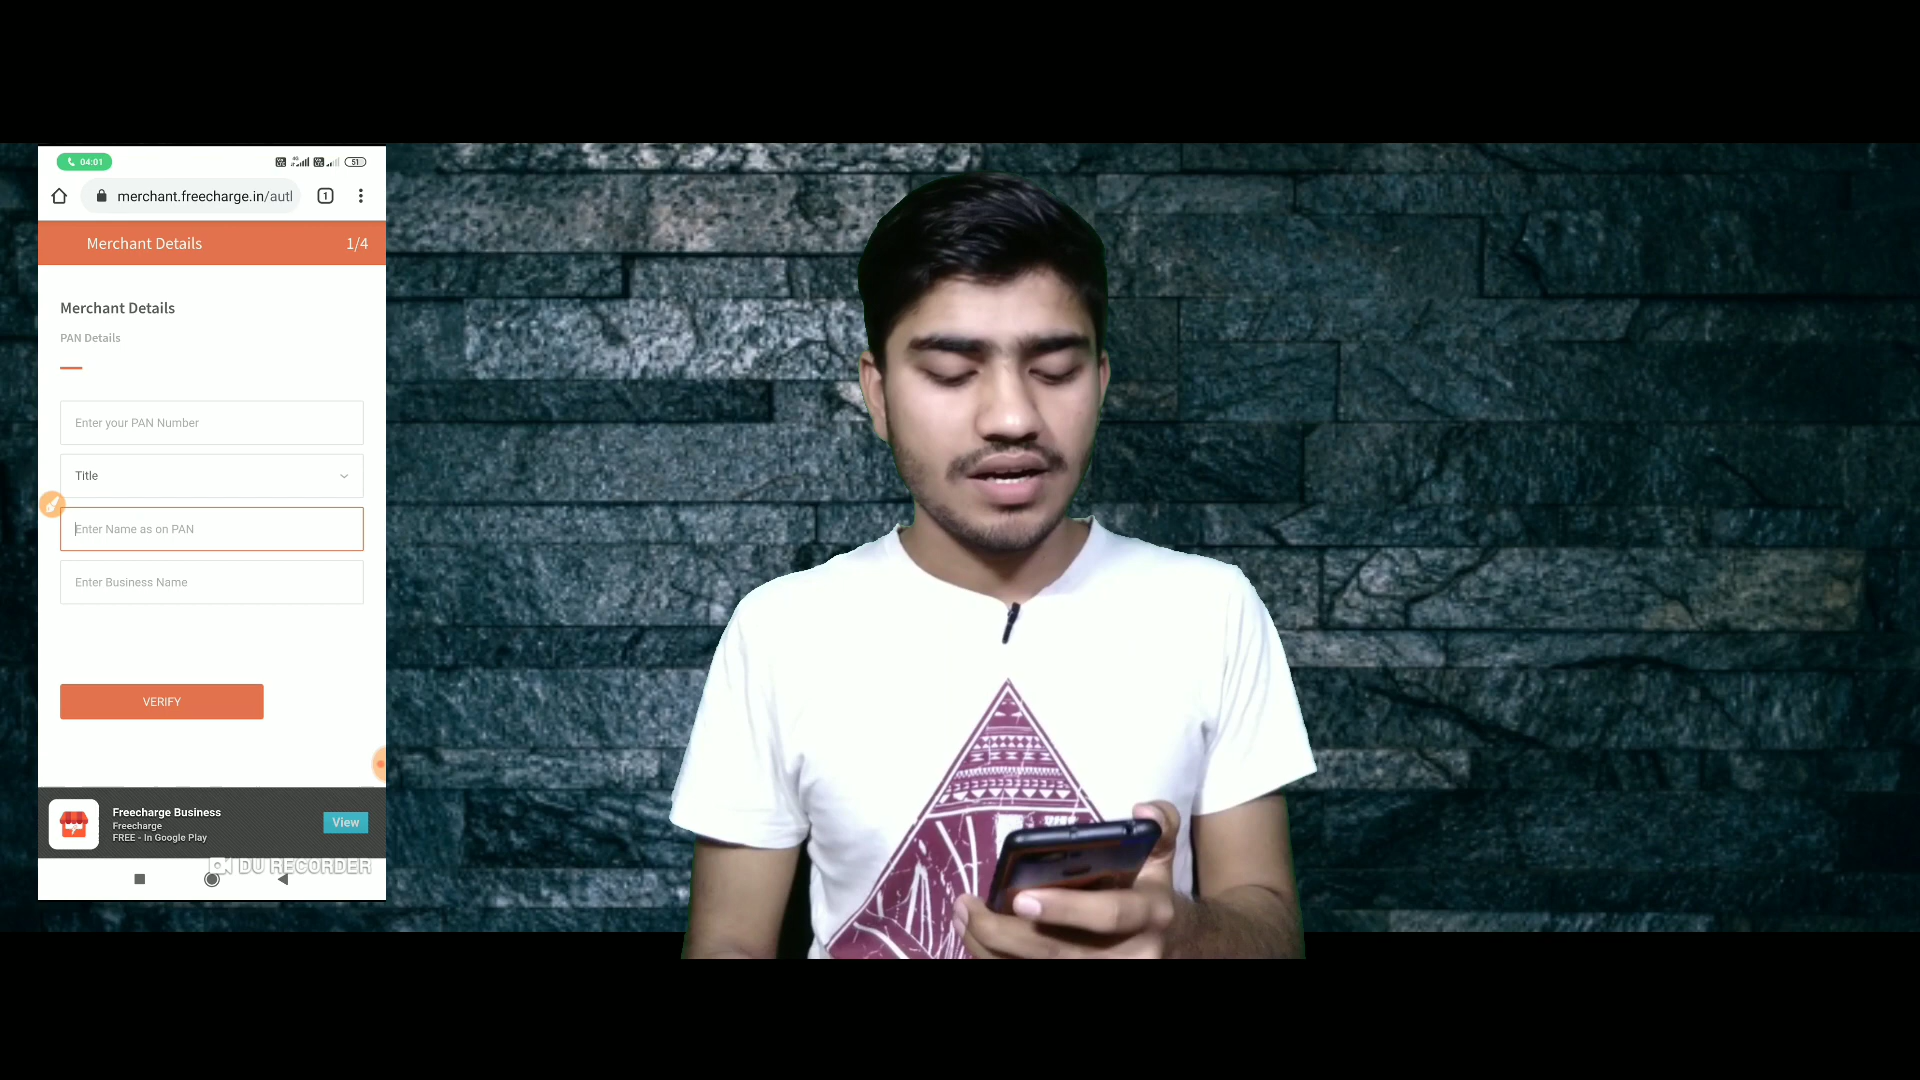 04:01
51
merchant.freecharge.in/autl
1
Merchant Details 1/4
Merchant Details
PAN Details
Enter your PAN Number
Title
Enter Name as on PAN
Enter Business Name
VERIFY
Freecharge Business
Freecharge
FREE - In Google Play
View
DU RECORDER